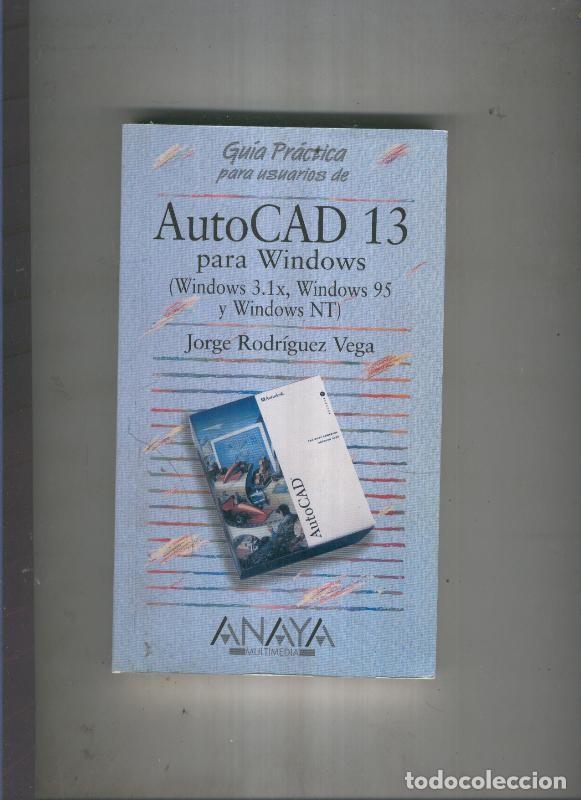 Guía Práctica
para usuarios de
AutoCAD 13
para Windows
(Windows 3.1x, Windows 95
y Windows NT)
Jorge Rodríguez Vega
Autodesk.
AutoCAD
ANAYA
MULTIMEDIA
todocoleccion